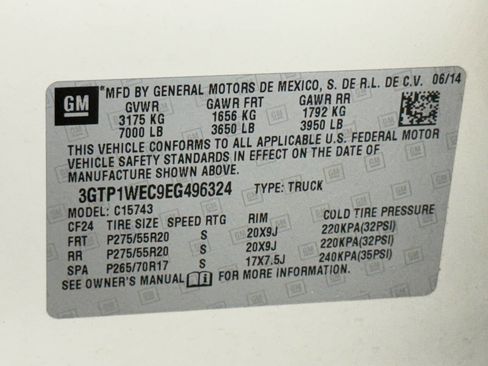 GM
MFD BY GENERAL MOTORS DE MEXICO, S. DE R.L. DE C.V. 06/14
GVWR GAWR FRT GAWR RR
3175 KG 1656 KG 1792 KG
7000 LB 3650 LB 3950 LB
THIS VEHICLE CONFORMS TO ALL APPLICABLE U.S. FEDERAL MOTOR
VEHICLE SAFETY STANDARDS IN EFFECT ON THE DATE OF
MANUFACTURE SHOWN ABOVE.
3GTP1WEC9EG496324 TYPE: TRUCK
MODEL: C15743
CF24 TIRE SIZE SPEED RTG RIM COLD TIRE PRESSURE
FRT P275/55R20 S 20X9J 220KPA(32PSI)
RR P275/55R20 S 20X9J 220KPA(32PSI)
SPA P265/70R17 S 17X7.5J 240KPA(35PSI)
SEE OWNER'S MANUAL